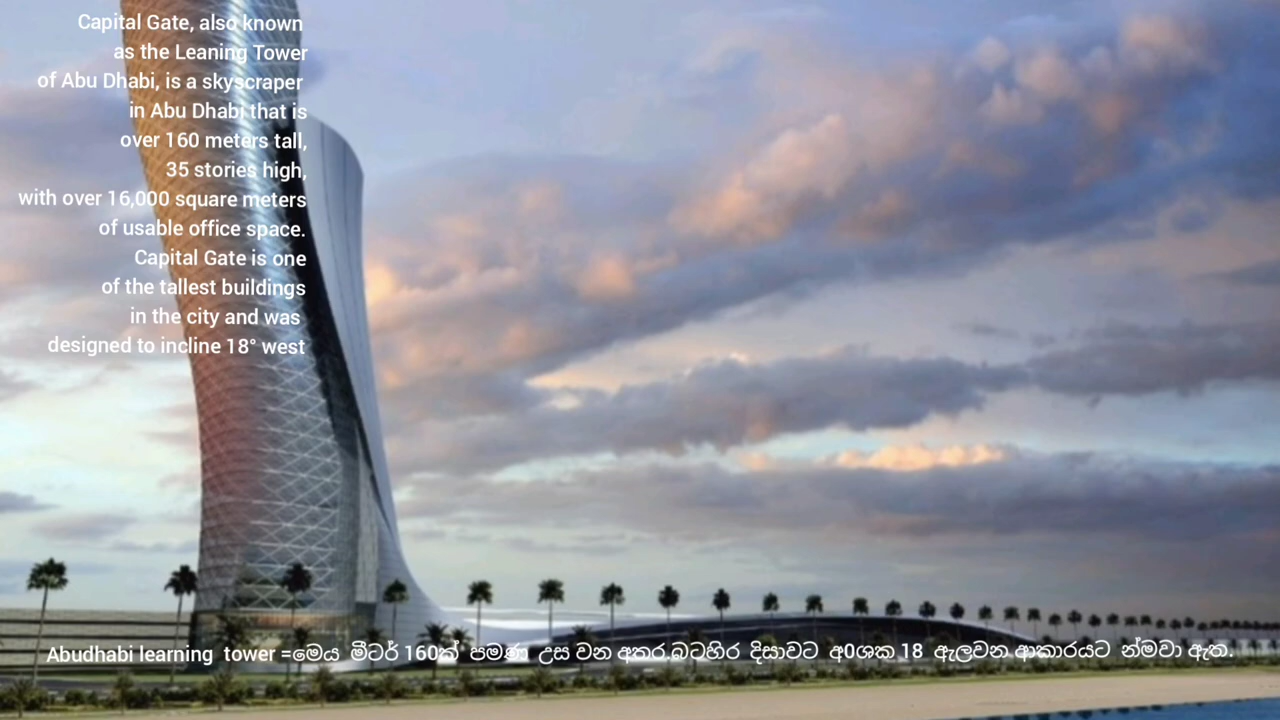 Capital Gate, also known
as the Leaning Tower
of Abu Dhabi, is a skyscraper
in Abu Dhabi that is
over 160 meters tall,
35 stories high,
with over 16,000 square meters
of usable office space.
Capital Gate is one
of the tallest buildings
in the city and was
designed to incline 18° west
Abudhabi learning tower =මෙය මීටර් 160ක් පමණ උස වන අතර.බටහිර දිසාවට අ0ශක 18 ඇලවන ආකාරයට න්මවා ඇත.